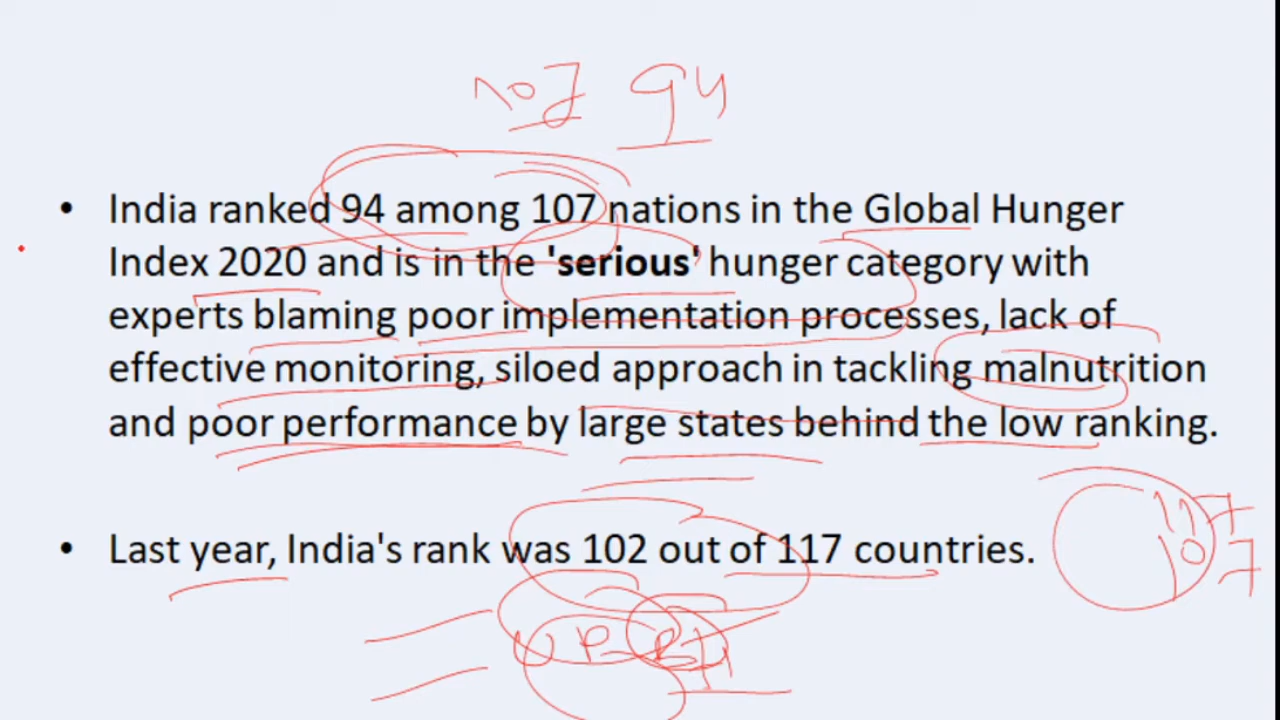 107 94
• India ranked 94 among 107 nations in the Global Hunger
Index 2020 and is in the 'serious' hunger category with
experts blaming poor implementation processes, lack of
effective monitoring, siloed approach in tackling malnutrition
and poor performance by large states behind the low ranking.
117
• Last year, India's rank was 102 out of 117 countries.
107
UP